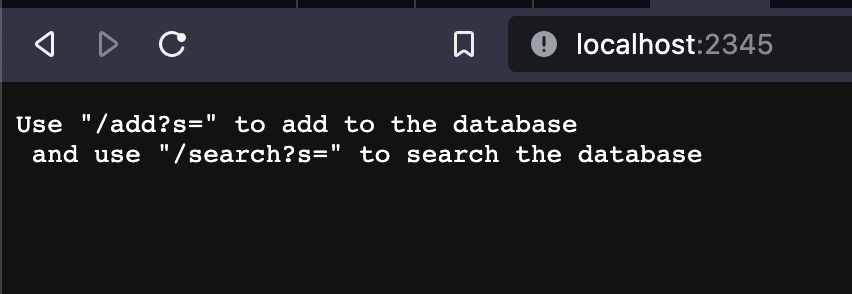 localhost:2345
Use "/add?s=" to add to the database
and use "/search?s=" to search the database